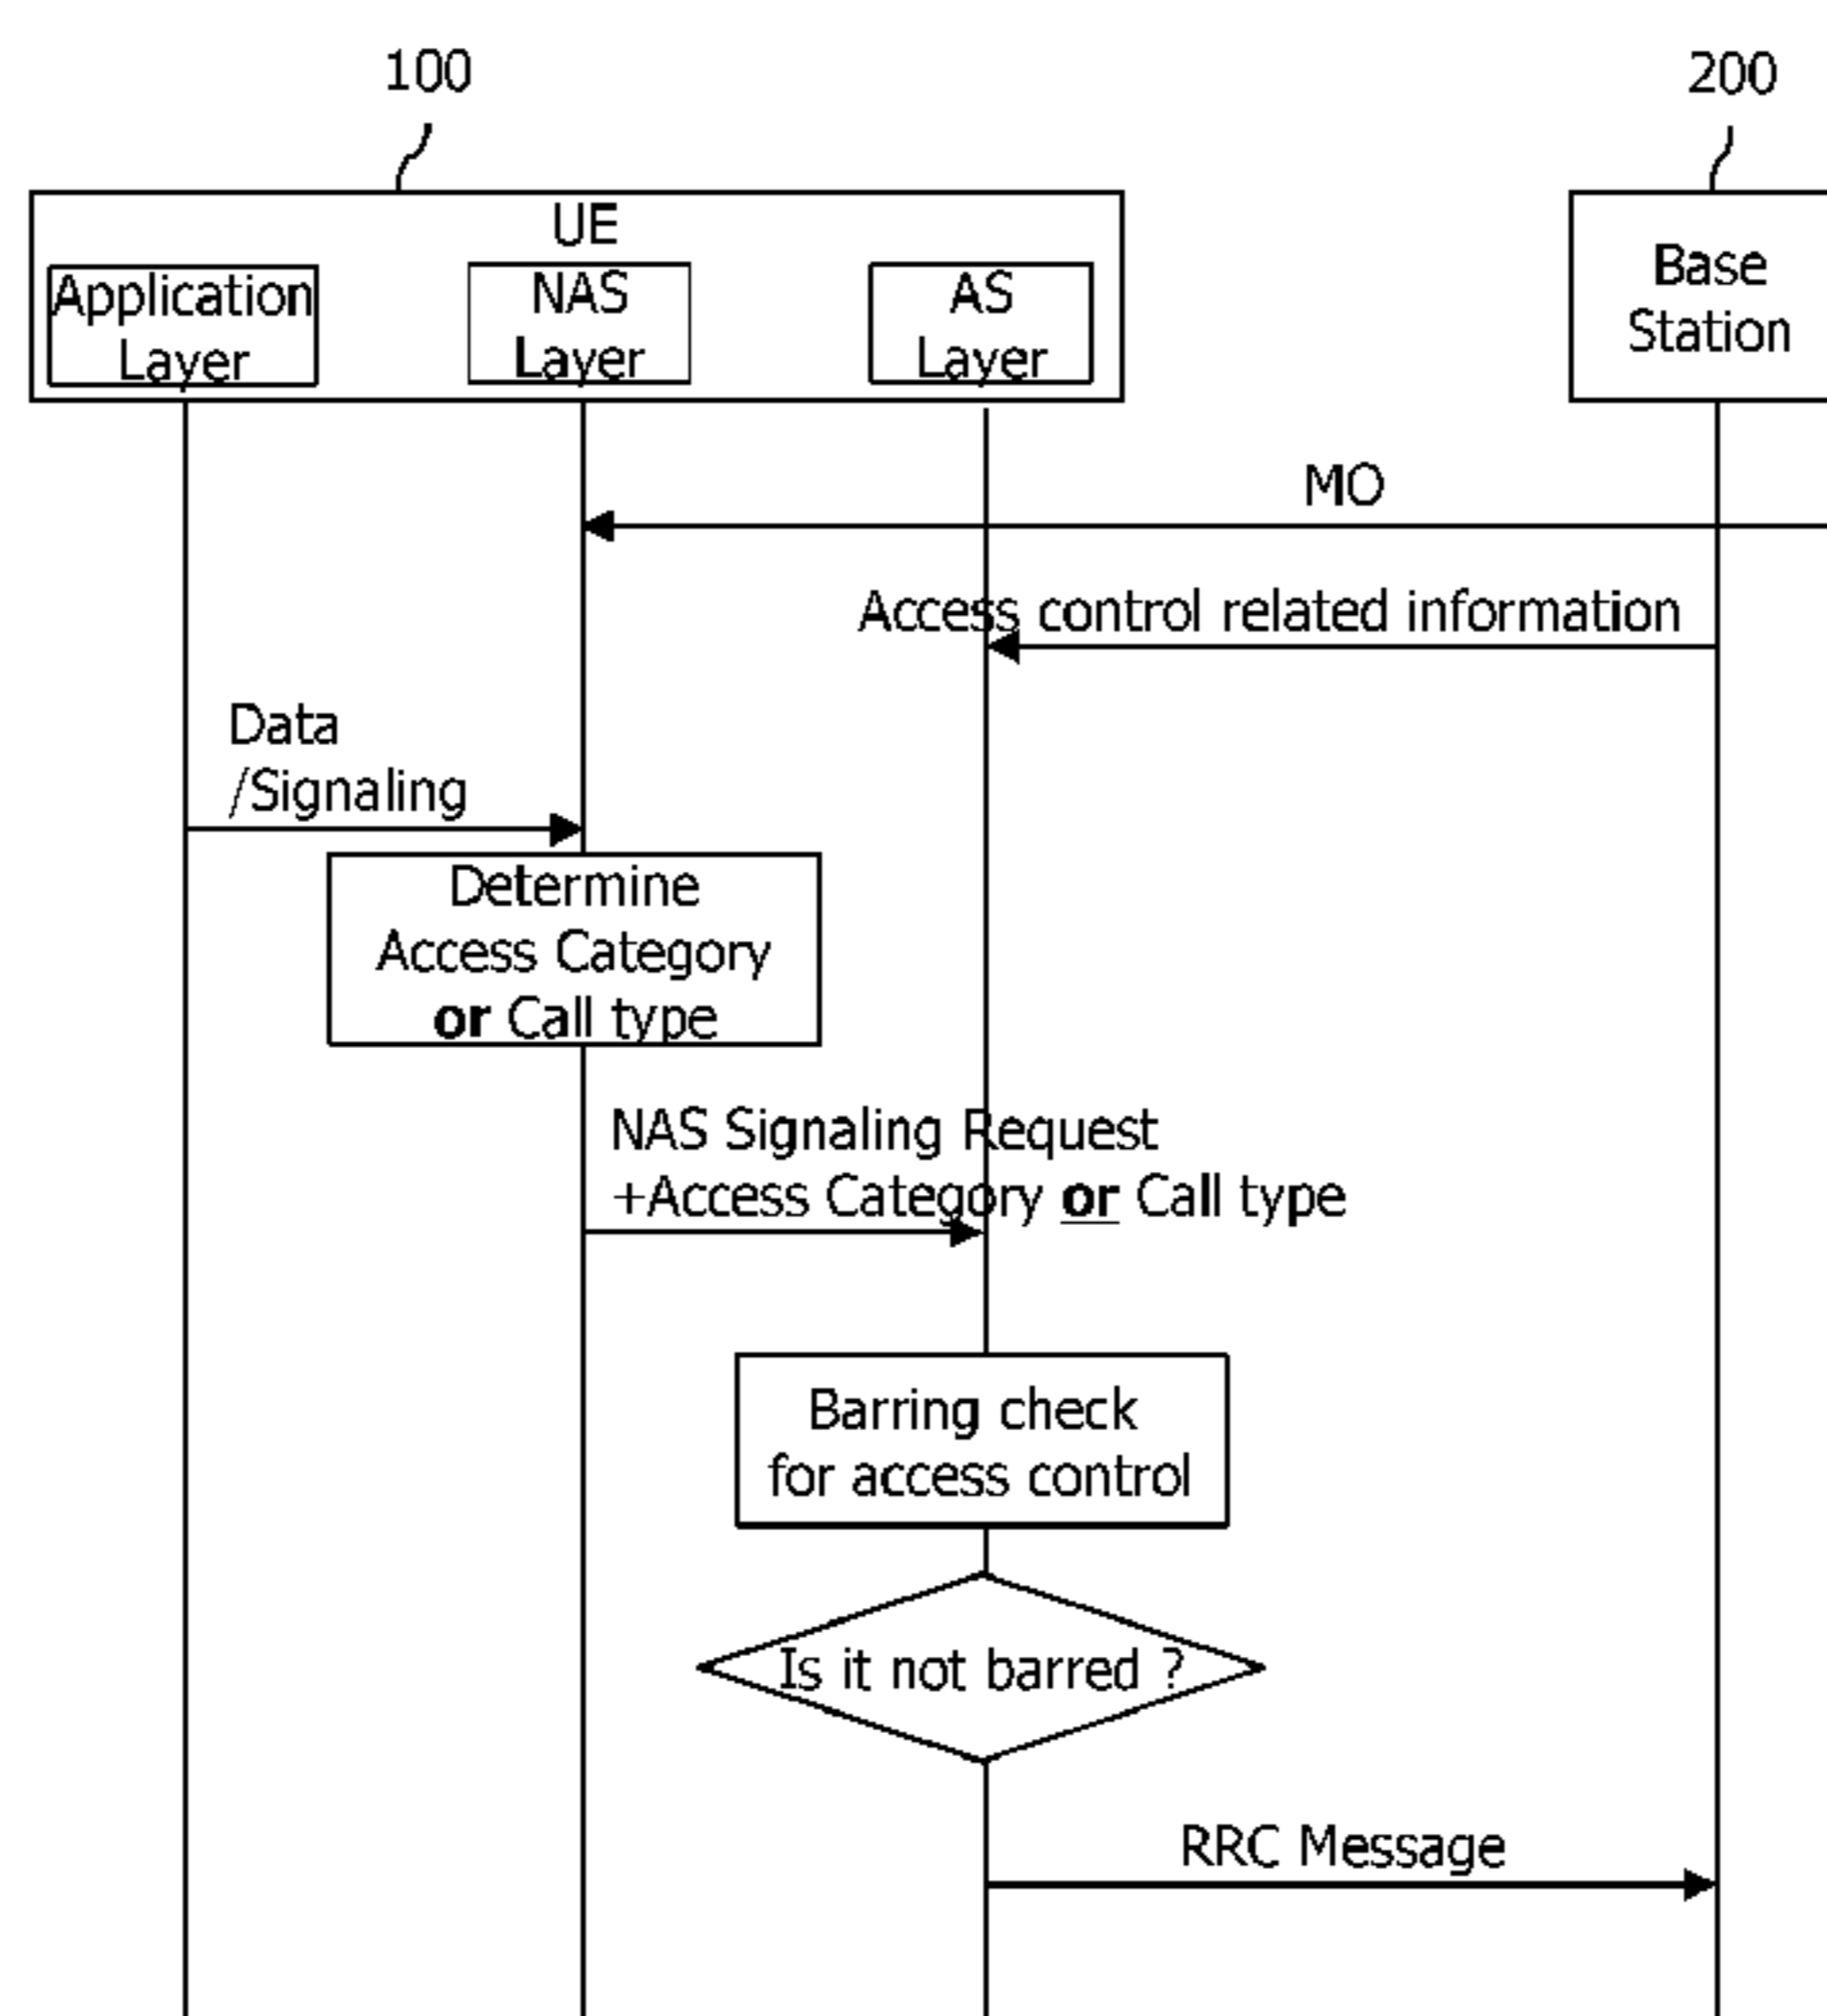 100
200
UE
Application
Layer
NAS
Layer
AS
Layer
Base
Station
MO
Access control related information
Data
/Signaling
Determine
Access Category
or Call type
NAS Signaling Request
+Access Category or Call type
Barring check
for access control
Is it not barred ?
RRC Message